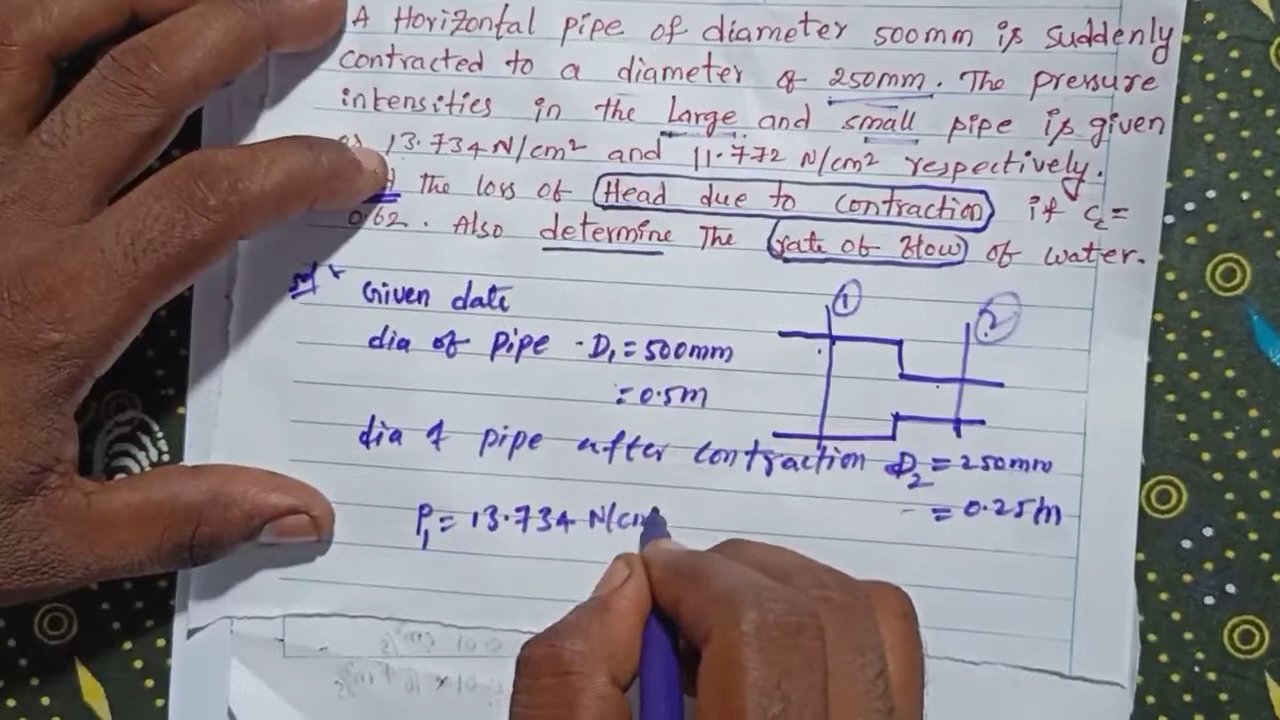 A Horizontal pipe of diameter 500mm is suddenly
contracted to a diameter of 250mm. The pressure
intensities in the Large and small pipe is given
13.734 N/cm² and 11.772 N/cm² respectively.
The loss of Head due to contraction if Cc=
0.62. Also determine The rate of flow of water.
Given date
1
2
dia of pipe - D₁ = 500mm
= 0.5m
dia of pipe after contraction D₂ = 250mm
= 0.25m
P₁ = 13.734 N/cm